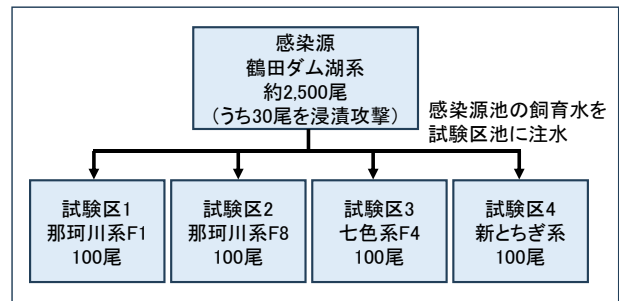 感染源
鶴田ダム湖系
約2,500尾
(うち30尾を浸漬攻撃)
感染源池の飼育水を
試験区池に注水
試験区1
那珂川系F1
100尾
試験区2
那珂川系F8
100尾
試験区3
七色系F4
100尾
試験区4
新とちぎ系
100尾